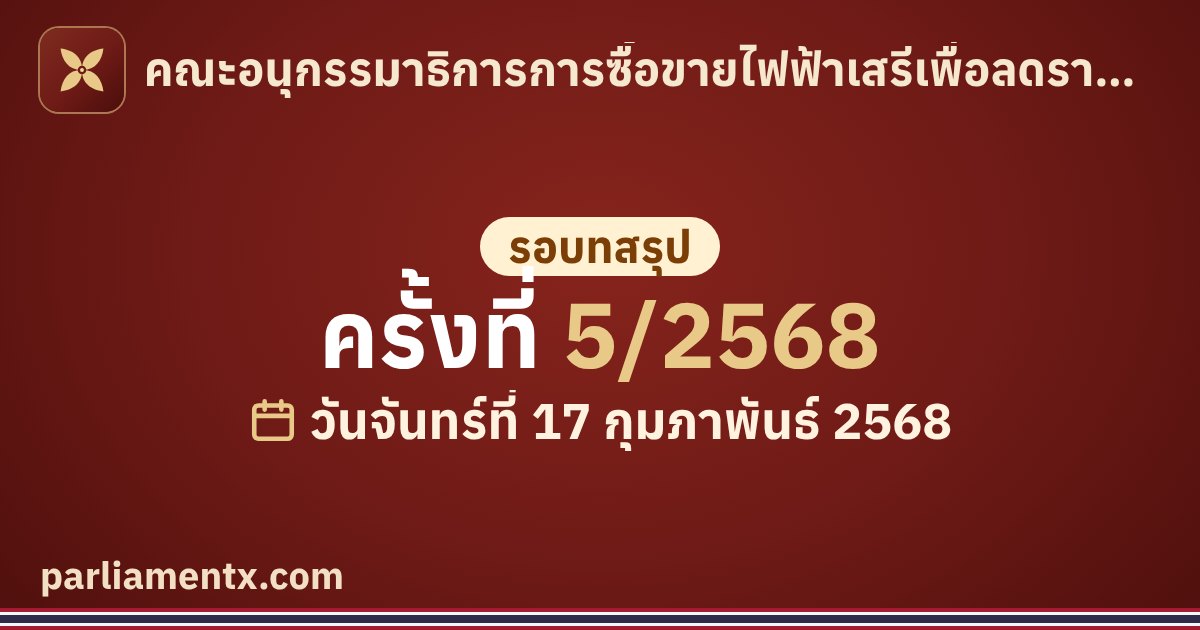 คณะอนุกรรมาธิการการซื้อขายไฟฟ้าเสรีเพื่อลดรา...
รอบทสรุป
ครั้งที่ 5/2568
วันจันทร์ที่ 17 กุมภาพันธ์ 2568
parliamentx.com